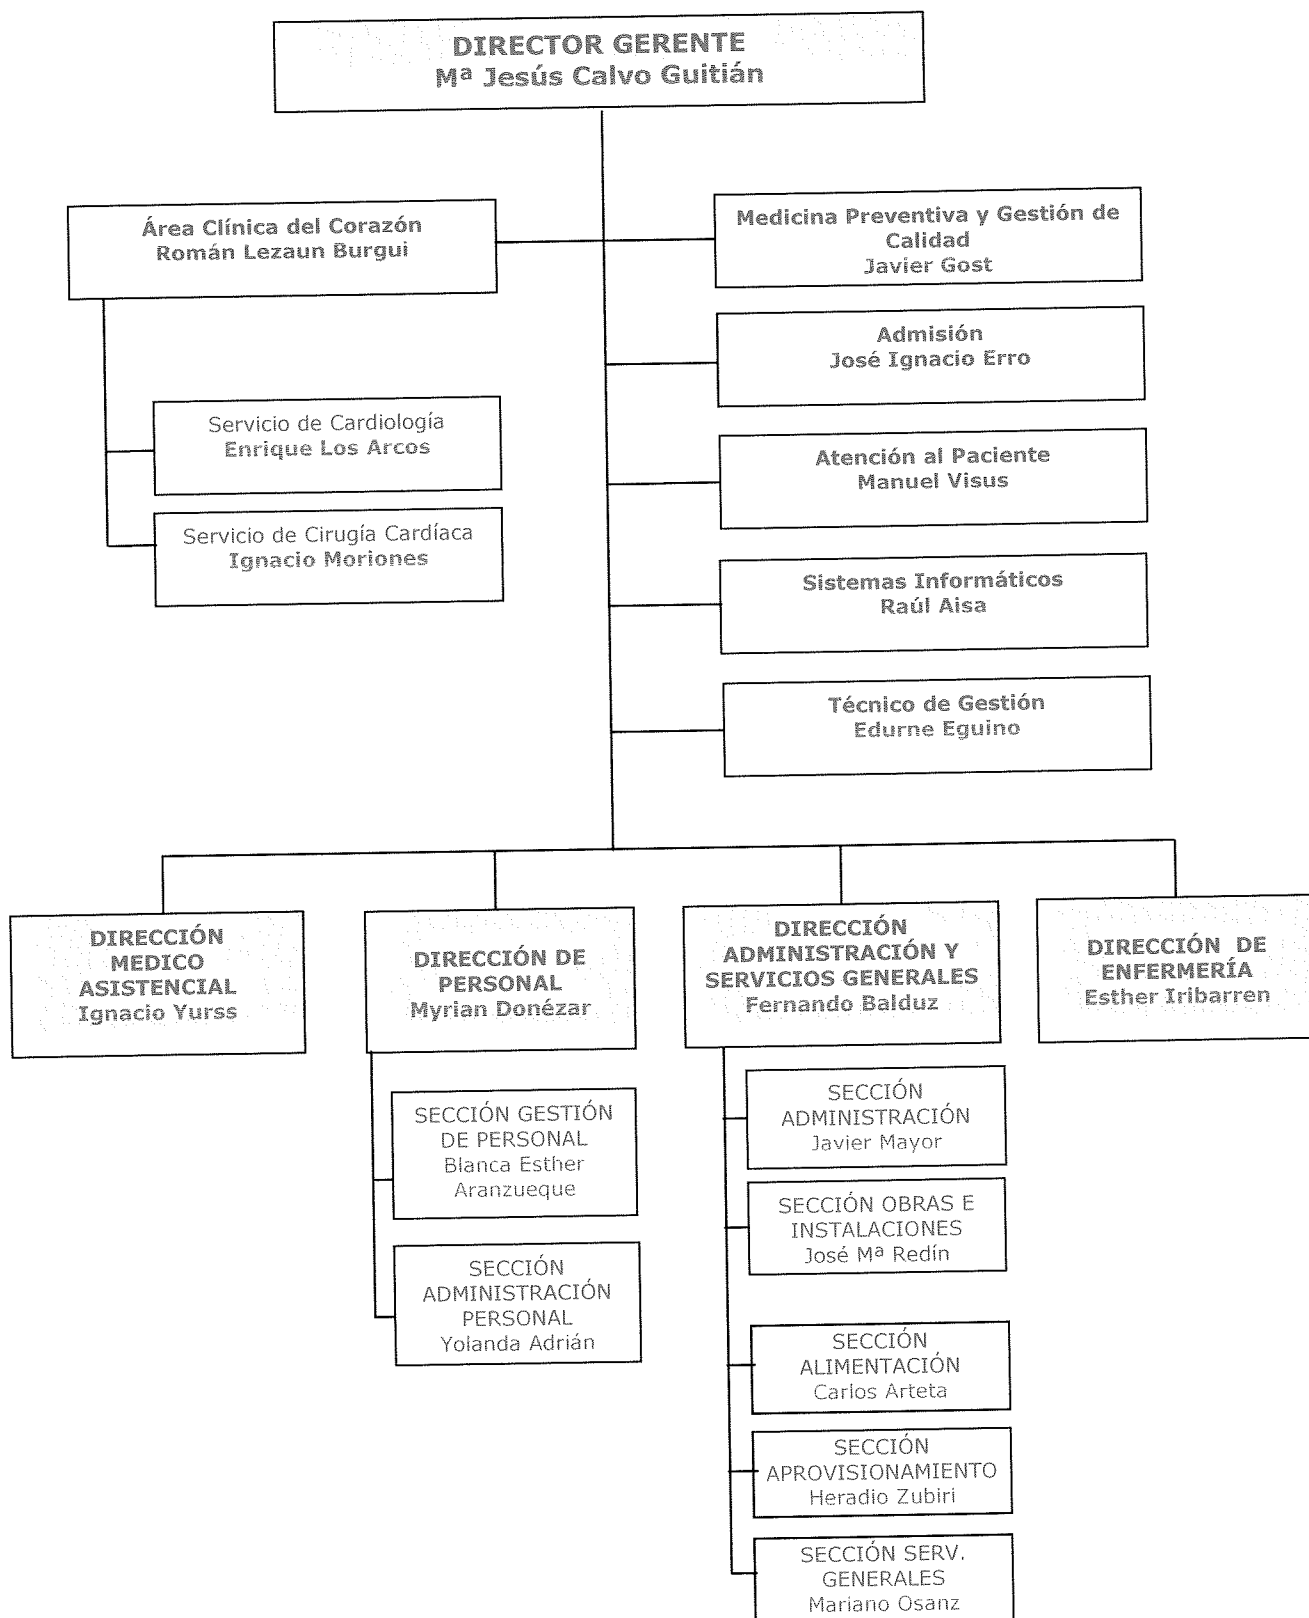 DIRECTOR GERENTE
Mª Jesús Calvo Guitián
Área Clínica del Corazón
Román Lezaun Burgui
Medicina Preventiva y Gestión de
Calidad
Javier Gost
Admisión
José Ignacio Erro
Servicio de Cardiología
Enrique Los Arcos
Atención al Paciente
Manuel Visus
Servicio de Cirugía Cardíaca
Ignacio Moriones
Sistemas Informáticos
Raúl Aisa
Técnico de Gestión
Edurne Eguino
DIRECCIÓN
MEDICO
ASISTENCIAL
Ignacio Yurss
DIRECCIÓN DE
PERSONAL
Myrian Donézar
DIRECCIÓN
ADMINISTRACIÓN Y
SERVICIOS GENERALES
Fernando Balduz
DIRECCIÓN DE
ENFERMERÍA
Esther Iribarren
SECCIÓN GESTIÓN
DE PERSONAL
Blanca Esther
Aranzueque
SECCIÓN
ADMINISTRACIÓN
PERSONAL
Yolanda Adrián
SECCIÓN
ADMINISTRACIÓN
Javier Mayor
SECCIÓN OBRAS E
INSTALACIONES
José Mª Redín
SECCIÓN
ALIMENTACIÓN
Carlos Arteta
SECCIÓN
APROVISIONAMIENTO
Heradio Zubiri
SECCIÓN SERV.
GENERALES
Mariano Osanz